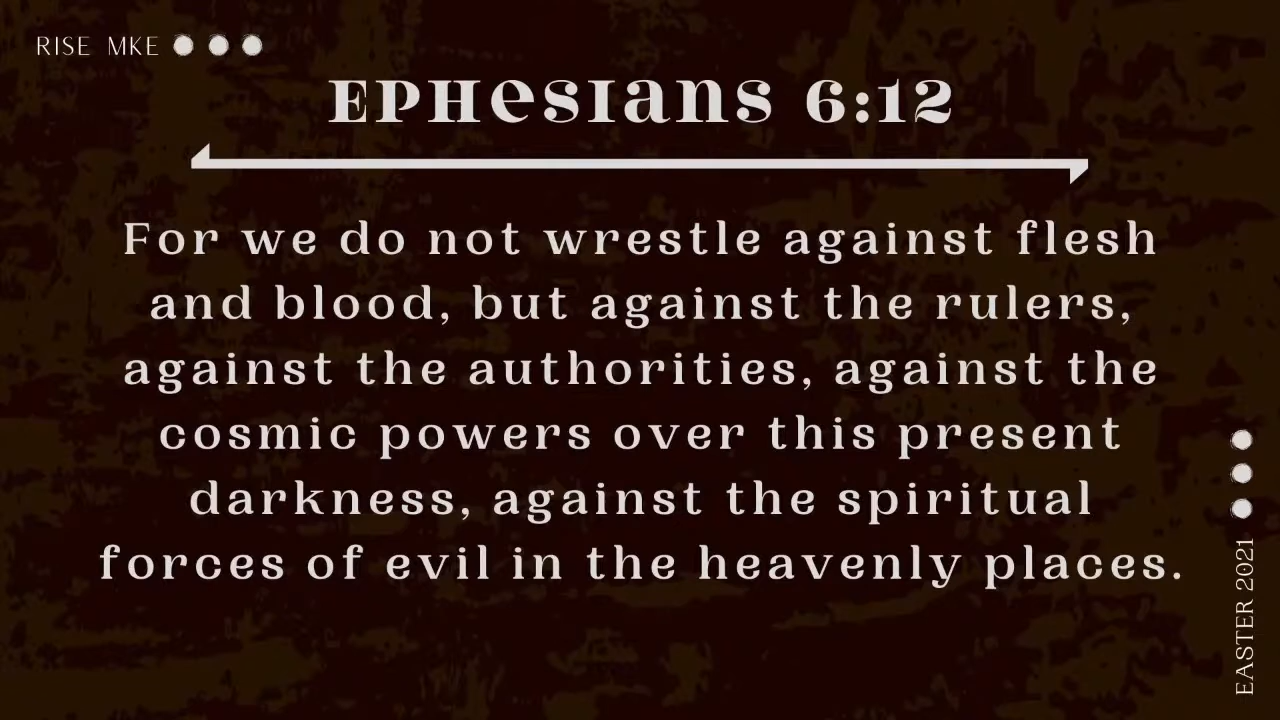 RISE MKE
EPHesIans 6:12
For we do not wrestle against flesh
and blood, but against the rulers,
against the authorities, against the
cosmic powers over this present
darkness, against the spiritual
forces of evil in the heavenly places.
EASTER 2021